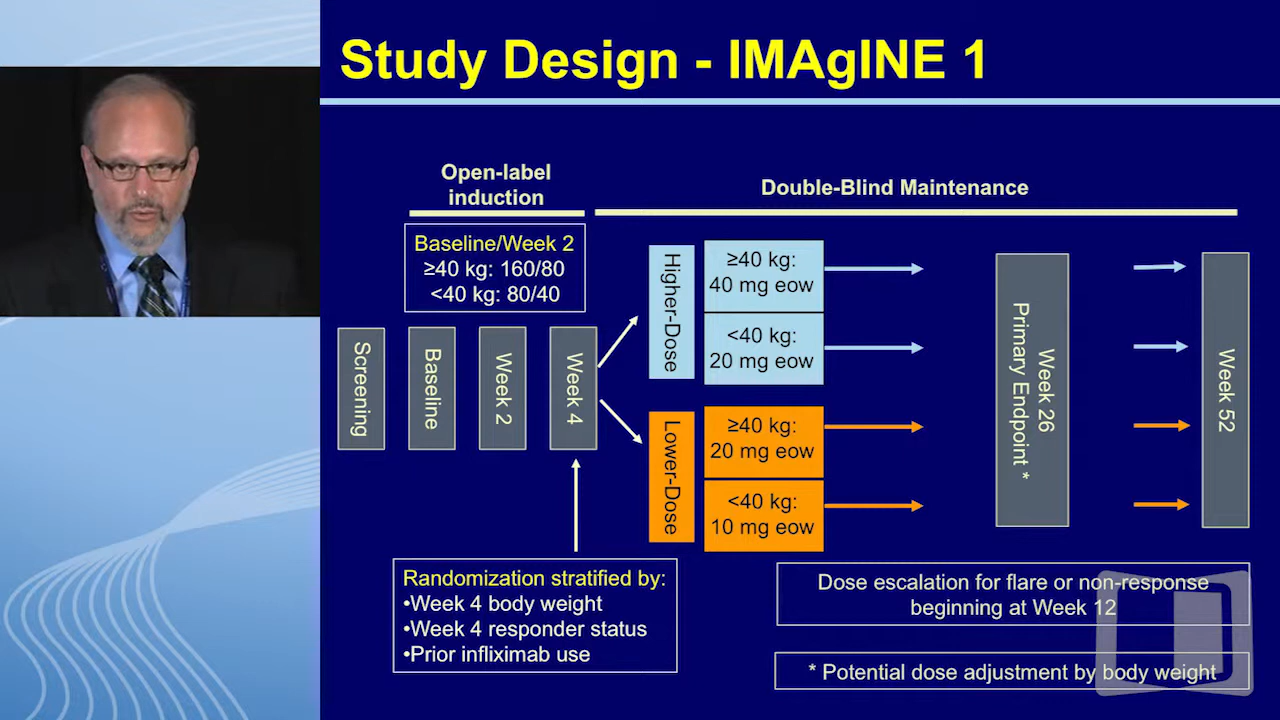 Study Design - IMAgINE 1
Open-label
induction
Double-Blind Maintenance
Baseline/Week 2
≥40 kg: 160/80
<40 kg: 80/40
Screening
Baseline
Week 2
Week 4
Higher-Dose
≥40 kg:
40 mg eow
<40 kg:
20 mg eow
Lower-Dose
≥40 kg:
20 mg eow
<40 kg:
10 mg eow
Week 26
Primary Endpoint *
Week 52
Randomization stratified by:
•Week 4 body weight
•Week 4 responder status
•Prior infliximab use
Dose escalation for flare or non-response
beginning at Week 12
* Potential dose adjustment by body weight